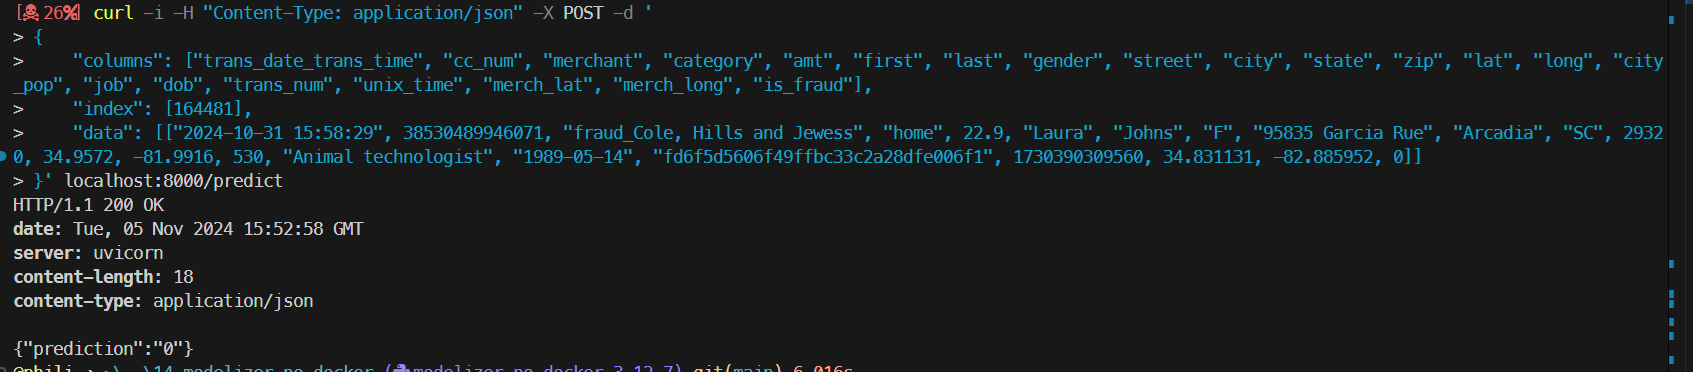 [☠26%] curl -i -H "Content-Type: application/json" -X POST -d '
> {
>     "columns": ["trans_date_trans_time", "cc_num", "merchant", "category", "amt", "first", "last", "gender", "street", "city", "state", "zip", "lat", "long", "city
_pop", "job", "dob", "trans_num", "unix_time", "merch_lat", "merch_long", "is_fraud"],
>     "index": [164481],
>     "data": [["2024-10-31 15:58:29", 38530489946071, "fraud_Cole, Hills and Jewess", "home", 22.9, "Laura", "Johns", "F", "95835 Garcia Rue", "Arcadia", "SC", 2932
0, 34.9572, -81.9916, 530, "Animal technologist", "1989-05-14", "fd6f5d5606f49ffbc33c2a28dfe006f1", 1730390309560, 34.831131, -82.885952, 0]]
> }' localhost:8000/predict
HTTP/1.1 200 OK
date: Tue, 05 Nov 2024 15:52:58 GMT
server: uvicorn
content-length: 18
content-type: application/json
{"prediction":"0"}